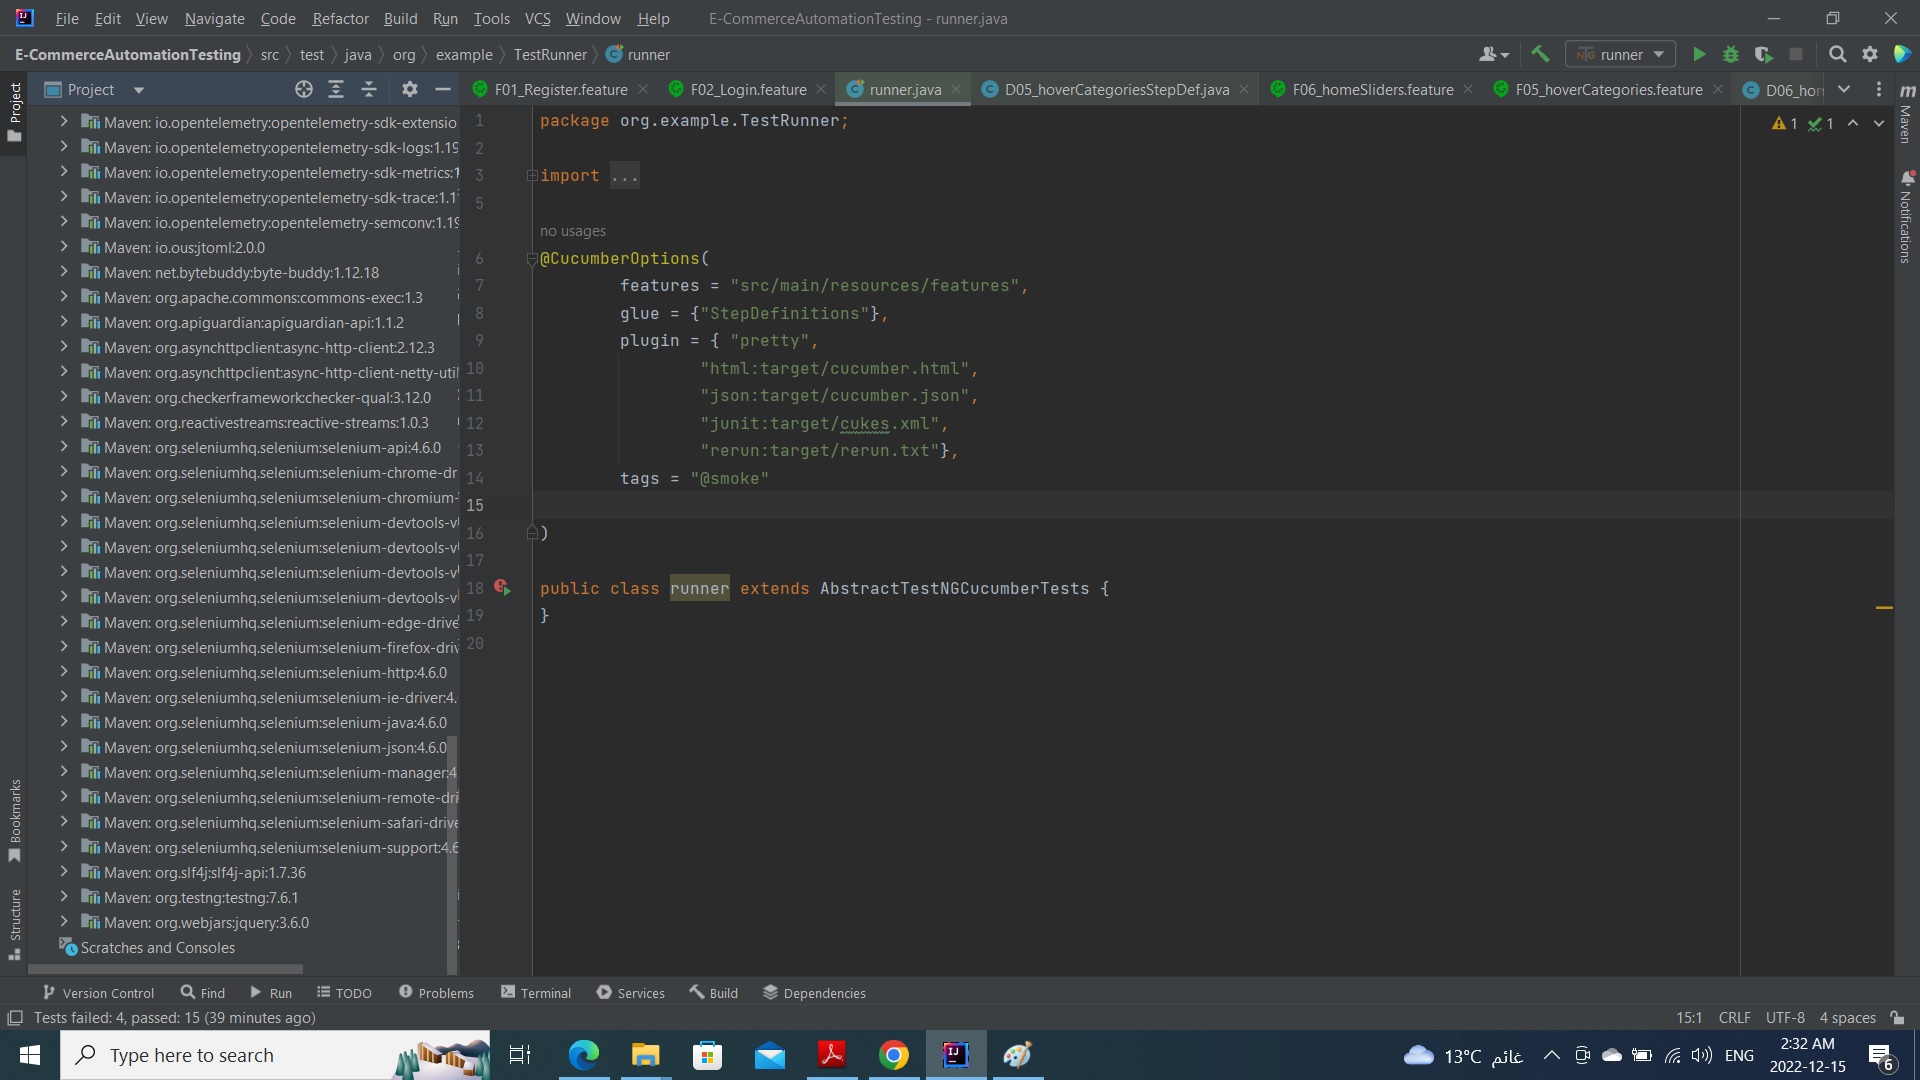 File Edit View Navigate Code Refactor Build Run Tools VCS Window Help E-CommerceAutomationTesting - runner.java
E-CommerceAutomationTesting src test java org example TestRunner runner
runner
Project
F01_Register.feature F02_Login.feature runner.java D05_hoverCategoriesStepDef.java F06_homeSliders.feature F05_hoverCategories.feature
Project
Bookmarks
Structure
Maven: io.opentelemetry:opentelemetry-sdk-extensio
Maven: io.opentelemetry:opentelemetry-sdk-logs:1.19
Maven: io.opentelemetry:opentelemetry-sdk-metrics:1
Maven: io.opentelemetry:opentelemetry-sdk-trace:1.1
Maven: io.opentelemetry:opentelemetry-semconv:1.19
Maven: io.ous:jtoml:2.0.0
Maven: net.bytebuddy:byte-buddy:1.12.18
Maven: org.apache.commons:commons-exec:1.3
Maven: org.apiguardian:apiguardian-api:1.1.2
Maven: org.asynchttpclient:async-http-client:2.12.3
Maven: org.asynchttpclient:async-http-client-netty-util
Maven: org.checkerframework:checker-qual:3.12.0
Maven: org.reactivestreams:reactive-streams:1.0.3
Maven: org.seleniumhq.selenium:selenium-api:4.6.0
Maven: org.seleniumhq.selenium:selenium-chrome-dr
Maven: org.seleniumhq.selenium:selenium-chromium-
Maven: org.seleniumhq.selenium:selenium-devtools-v
Maven: org.seleniumhq.selenium:selenium-devtools-v
Maven: org.seleniumhq.selenium:selenium-devtools-v
Maven: org.seleniumhq.selenium:selenium-devtools-v
Maven: org.seleniumhq.selenium:selenium-edge-drive
Maven: org.seleniumhq.selenium:selenium-firefox-driv
Maven: org.seleniumhq.selenium:selenium-http:4.6.0
Maven: org.seleniumhq.selenium:selenium-ie-driver:4.
Maven: org.seleniumhq.selenium:selenium-java:4.6.0
Maven: org.seleniumhq.selenium:selenium-json:4.6.0
Maven: org.seleniumhq.selenium:selenium-manager:4
Maven: org.seleniumhq.selenium:selenium-remote-dri
Maven: org.seleniumhq.selenium:selenium-safari-drive
Maven: org.seleniumhq.selenium:selenium-support:4.6
Maven: org.slf4j:slf4j-api:1.7.36
Maven: org.testng:testng:7.6.1
Maven: org.webjars:jquery:3.6.0
Scratches and Consoles
1 package org.example.TestRunner;
2
3 import ...
5
no usages
6 @CucumberOptions(
7 features = "src/main/resources/features",
8 glue = {"StepDefinitions"},
9 plugin = { "pretty",
10 "html:target/cucumber.html",
11 "json:target/cucumber.json",
12 "junit:target/cukes.xml",
13 "rerun:target/rerun.txt"},
14 tags = "@smoke"
15
16 )
17
18 public class runner extends AbstractTestNGCucumberTests {
19 }
20
1 1
m Maven
Notifications
Version Control Find Run TODO Problems Terminal Services Build Dependencies
Tests failed: 4, passed: 15 (39 minutes ago) 15:1 CRLF UTF-8 4 spaces
Type here to search
13°C غائم ENG 2:32 AM
2022-12-15
6